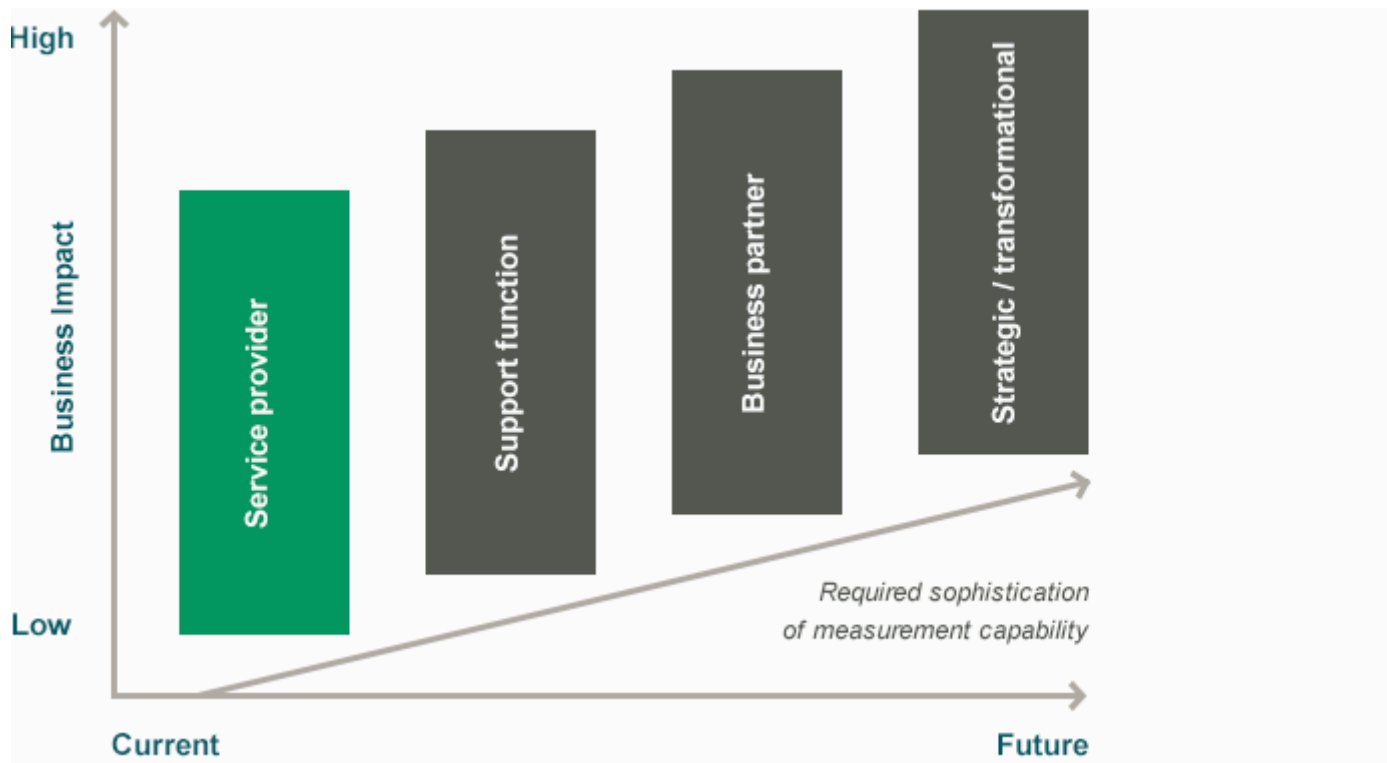 High
Business Impact
Low
Service provider
Support function
Business partner
Strategic / transformational
Required sophistication
of measurement capability
Current
Future